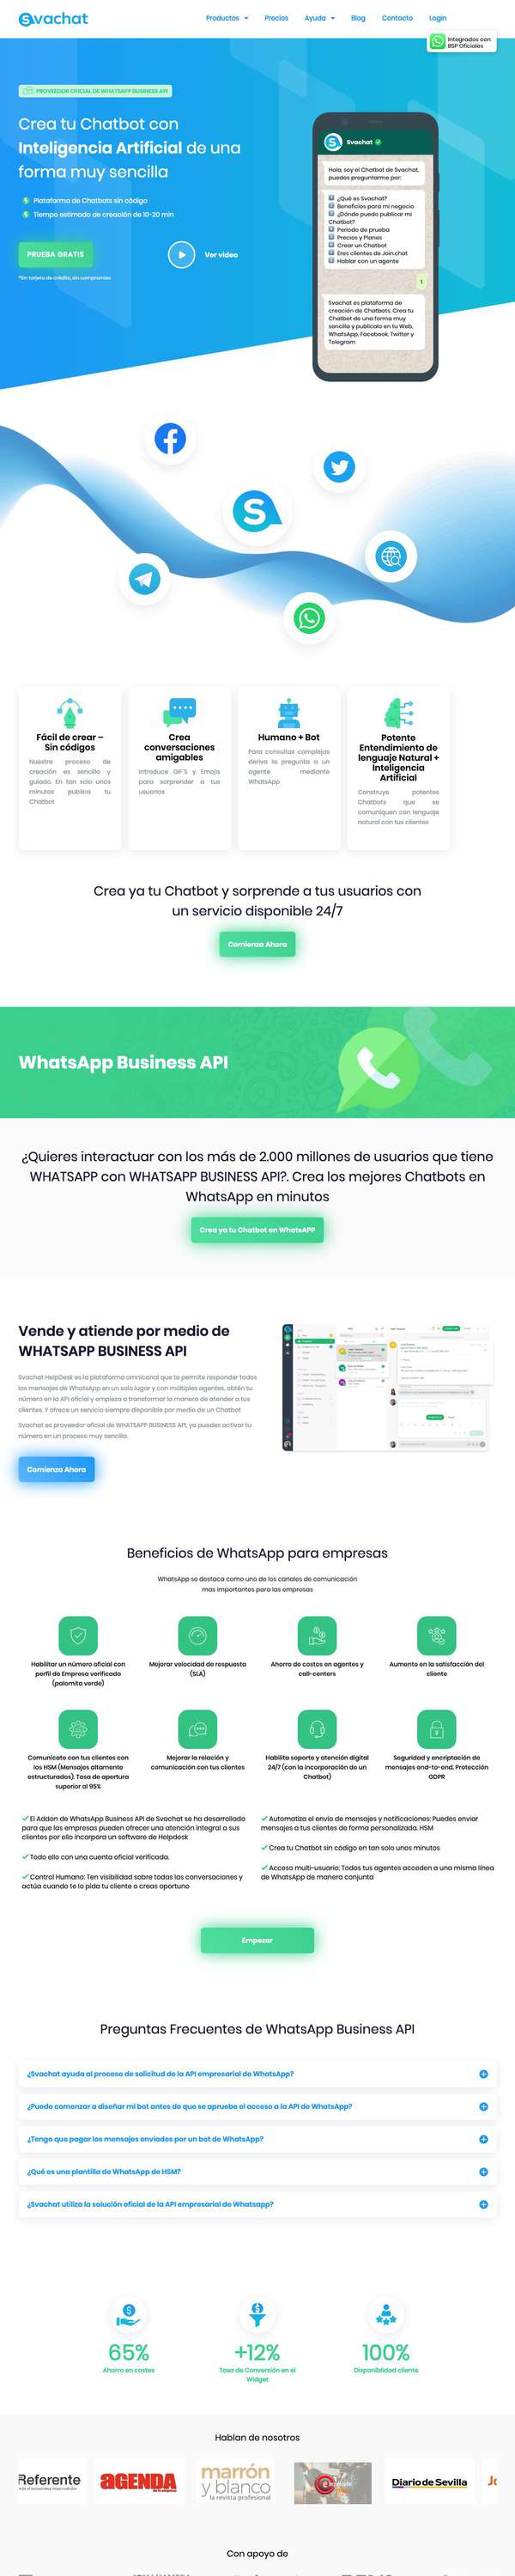 Svachat
Productos
Precios
Ayuda
Blog
Contacto
Login
Integrados con
BSP Oficiales
PROVEEDOR OFICIAL DE WHATSAPP BUSINESS API
Crea tu Chatbot con
Inteligencia Artificial de una
forma muy sencilla
Plataforma de Chatbots sin código
Tiempo estimado de creación de 10-20 min
PRUEBA GRATIS
Ver video
*Sin tarjeta de crédito, sin compromiso
Svachat
Hola, soy el Chatbot de Svachat,
puedes preguntarme por:
¿Qué es Svachat?
Beneficios para mi negocio
¿Dónde puedo publicar mi
Chatbot?
Periodo de prueba
Precios y Planes
Crear un Chatbot
Eres clientes de Join.chat
Hablar con un agente
1
Svachat es plataforma de
creación de Chatbots. Crea tu
Chatbot de una forma muy
sencilla y publícalo en tu Web,
WhatsApp, Facebook, Twitter y
Telegram
Fácil de crear –
Sin códigos
Nuestro proceso de
creación es sencillo y
guiado. En tan solo unos
minutos publica tu
Chatbot
Crea
conversaciones
amigables
Introduce GIF'S y Emojis
para sorprender a tus
usuarios
Humano + Bot
Para consultas complejas
deriva la pregunta a un
agente mediante
WhatsApp
Potente
Entendimiento de
lenguaje Natural +
Inteligencia
Artificial
Construye potentes
Chatbots que se
comuniquen con lenguaje
natural con tus clientes
Crea ya tu Chatbot y sorprende a tus usuarios con
un servicio disponible 24/7
Comienza Ahora
WhatsApp Business API
¿Quieres interactuar con los más de 2.000 millones de usuarios que tiene
WHATSAPP con WHATSAPP BUSINESS API?. Crea los mejores Chatbots en
WhatsApp en minutos
Crea ya tu Chatbot en WhatsAPP
Vende y atiende por medio de
WHATSAPP BUSINESS API
Svachat HelpDesk es la plataforma omnicanal que te permite responder todos
los mensajes de WhatsApp en un solo lugar y con múltiples agentes, obtén tu
número en la API oficial y empieza a transformar la manera de atender a tus
clientes. Y ofrece un servicio siempre disponible por medio de un Chatbot
Svachat es proveedor oficial de WHATSAPP BUSINESS API, ya puedes activar tu
número en un proceso muy sencillo.
Comienza Ahora
Beneficios de WhatsApp para empresas
WhatsApp se destaca como uno de los canales de comunicación
mas importantes para las empresas
Habilitar un número oficial con
perfil de Empresa verificado
(palomita verde)
Mejorar velocidad de respuesta
(SLA)
Ahorro de costos en agentes y
call-centers
Aumento en la satisfacción del
cliente
Comunícate con tus clientes con
los HSM (Mensajes altamente
estructurados). Tasa de apertura
superior al 95%
Mejorar la relación y
comunicación con tus clientes
Habilita soporte y atención digital
24/7 (con la incorporación de un
Chatbot)
Seguridad y encriptación de
mensajes end-to-end. Protección
GDPR
El Addon de WhatsApp Business API de Svachat se ha desarrollado
para que las empresas pueden ofrecer una atención integral a sus
clientes por ello incorpora un software de Helpdesk
Todo ello con una cuenta oficial verificada.
Control Humano: Ten visibilidad sobre todas las conversaciones y
actúa cuando te lo pida tu cliente o creas oportuno
Automatiza el envío de mensajes y notificaciones: Puedes enviar
mensajes a tus clientes de forma personalizada. HSM
Crea tu Chatbot sin código en tan solo unos minutos
Acceso multi-usuario: Todos tus agentes acceden a una misma línea
de WhatsApp de manera conjunta
Empezar
Preguntas Frecuentes de WhatsApp Business API
¿Svachat ayuda al proceso de solicitud de la API empresarial de WhatsApp?
¿Puedo comenzar a diseñar mi bot antes de que se apruebe el acceso a la API de WhatsApp?
¿Tengo que pagar los mensajes enviados por un bot de WhatsApp?
¿Qué es una plantilla de WhatsApp de HSM?
¿Svachat utiliza la solución oficial de la API empresarial de Whatsapp?
65%
Ahorro en costes
+12%
Tasa de Conversión en el
Widget
100%
Disponiblidad cliente
Hablan de nosotros
Referente
AGENDA
marrón
y blanco
la revista profesional
Diario de Sevilla
Con apoyo de